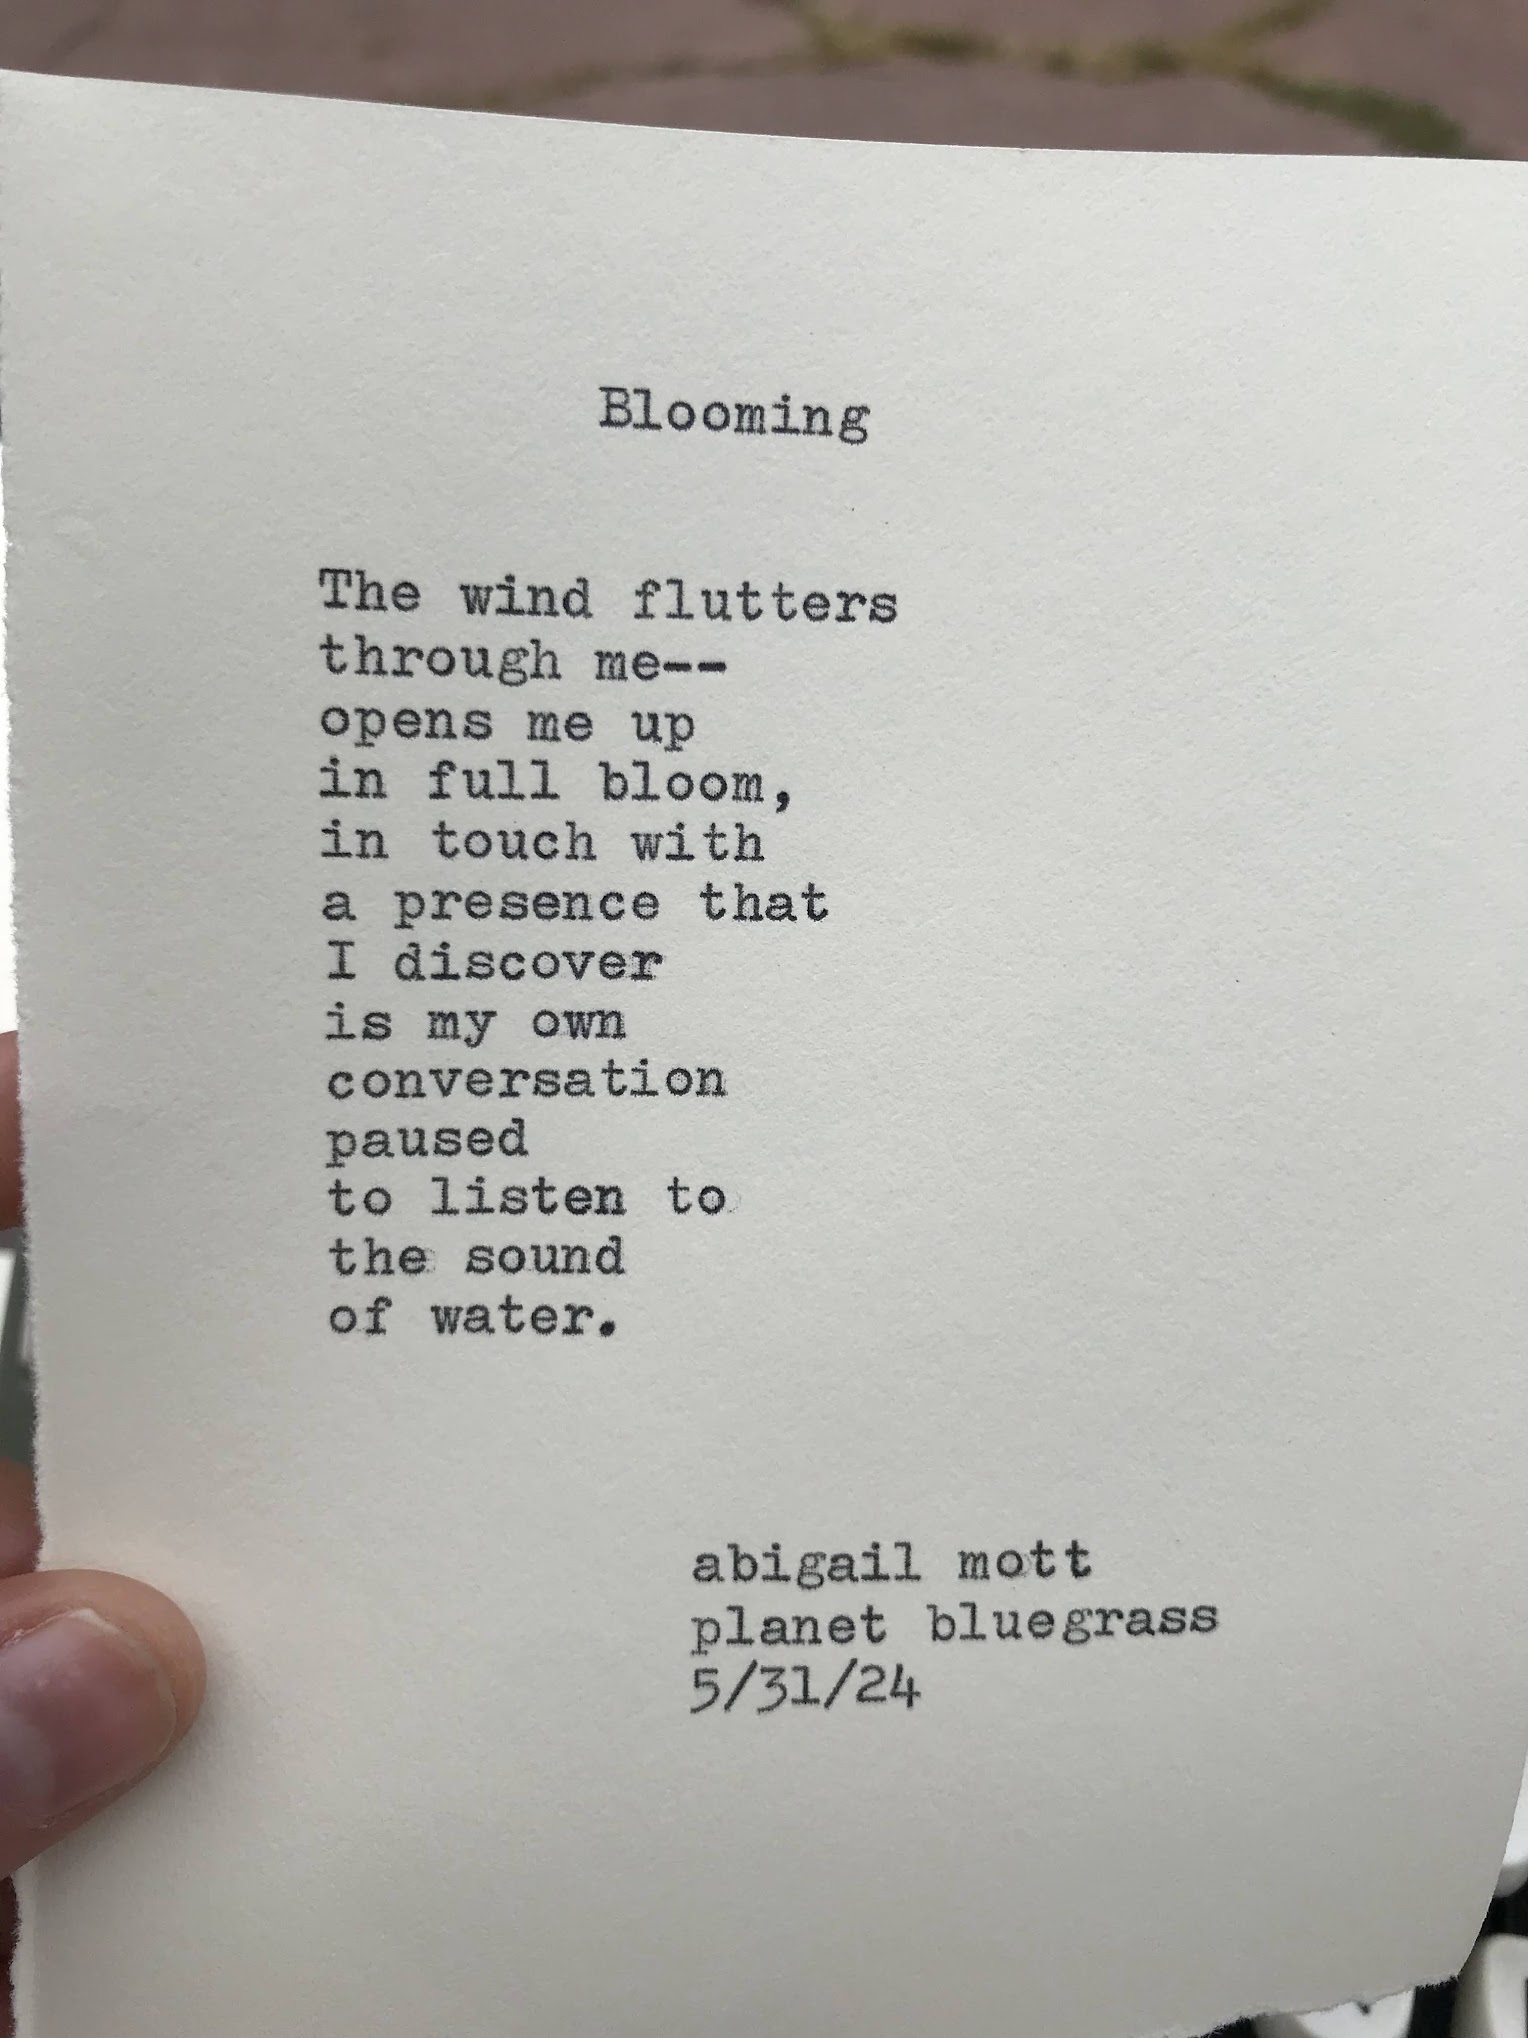 Blooming
The wind flutters
through me--
opens me up
in full bloom,
in touch with
a presence that
I discover
is my own
conversation
paused
to listen to
the sound
of water.
abigail mott
planet bluegrass
5/31/24